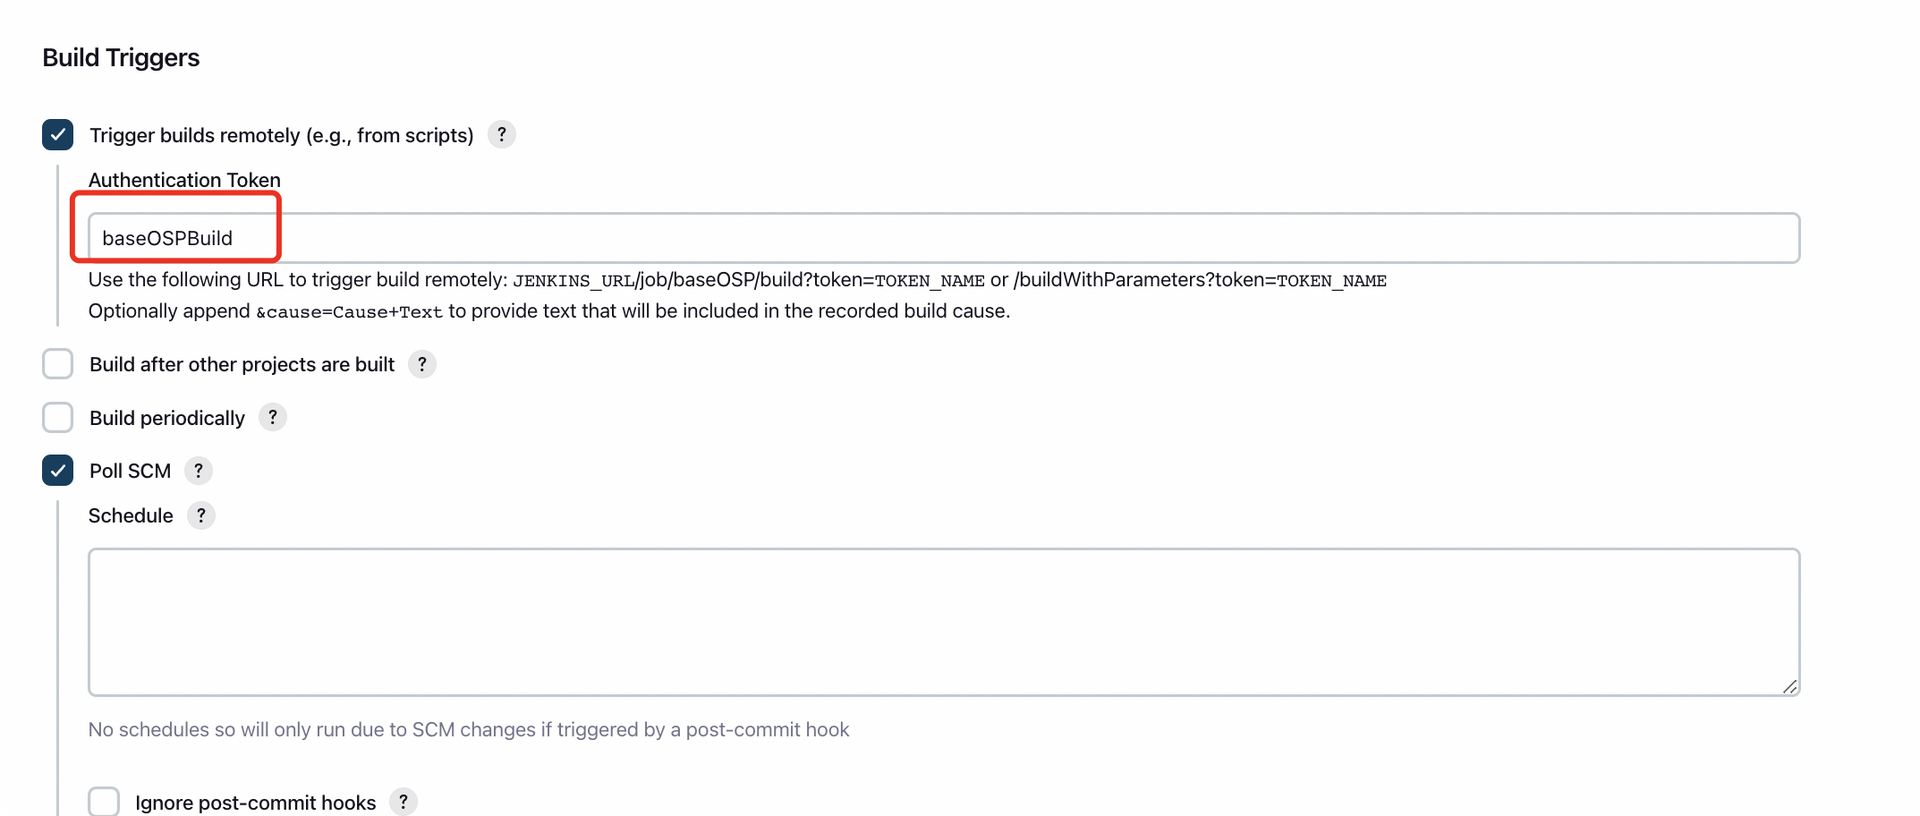 Build Triggers
Trigger builds remotely (e.g., from scripts) ?
Authentication Token
baseOSPBuild
Use the following URL to trigger build remotely: JENKINS_URL/job/baseOSP/build?token=TOKEN_NAME or /buildWithParameters?token=TOKEN_NAME
Optionally append &cause=Cause+Text to provide text that will be included in the recorded build cause.
Build after other projects are built ?
Build periodically ?
Poll SCM ?
Schedule ?
No schedules so will only run due to SCM changes if triggered by a post-commit hook
Ignore post-commit hooks ?